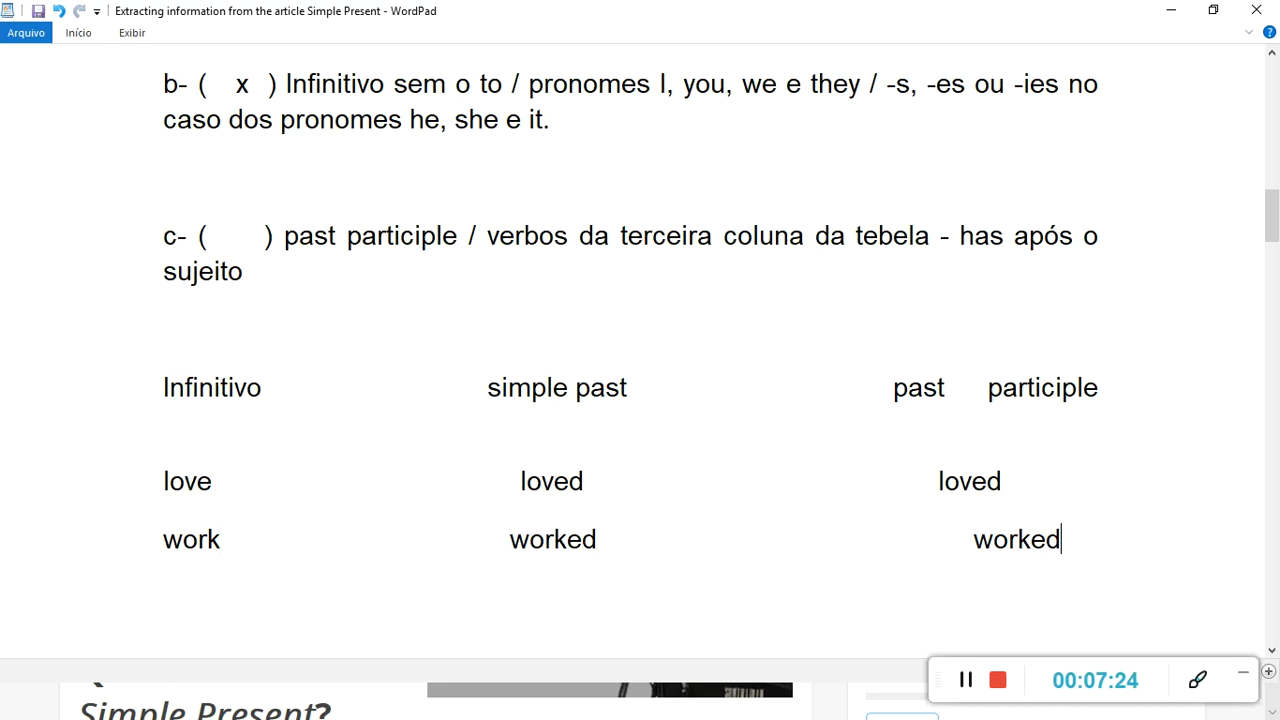 Extracting information from the article Simple Present - WordPad
Arquivo Início Exibir
b- ( x ) Infinitivo sem o to / pronomes I, you, we e they / -s, -es ou -ies no
caso dos pronomes he, she e it.
c- ( ) past participle / verbos da terceira coluna da tebela - has após o
sujeito
Infinitivo simple past past participle
love loved loved
work worked worked
00:07:24
Simple Present?